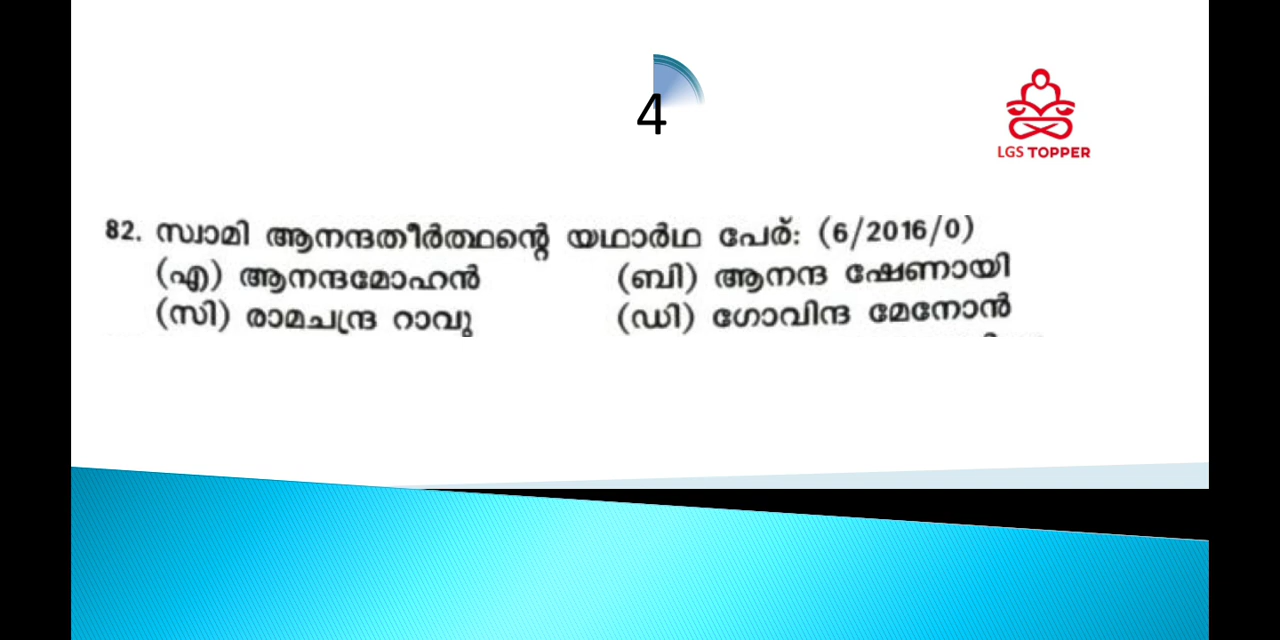 4
LGS TOPPER
82. സ്വാമി ആനന്ദതീർത്ഥന്റെ യഥാർഥ പേര്: (6/2016/0)
(എ) ആനന്ദമോഹൻ (ബി) ആനന്ദ ഷേണായി
(സി) രാമചന്ദ്ര റാവു (ഡി) ഗോവിന്ദ മേനോൻ